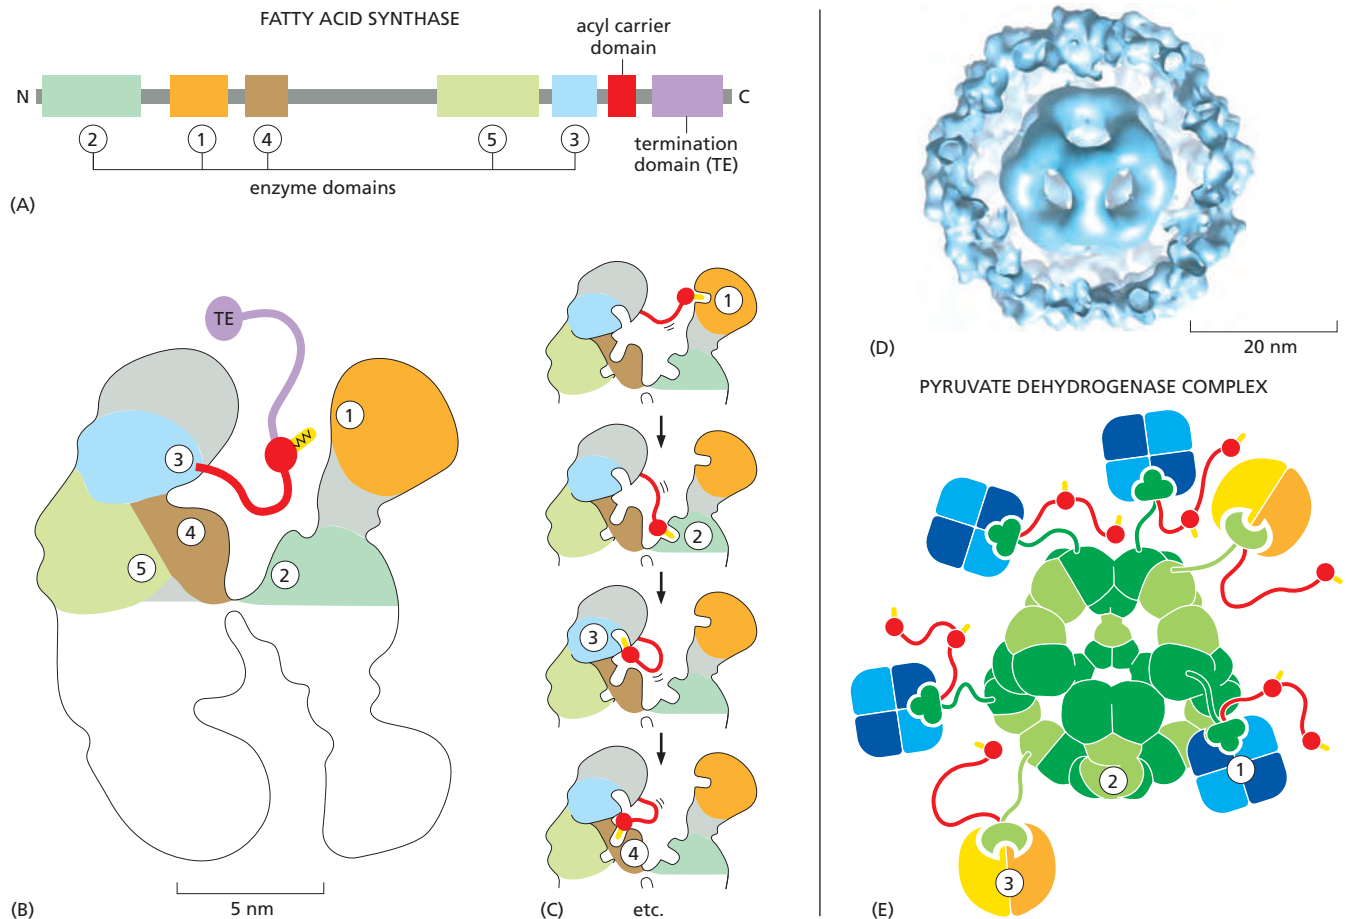 FATTY ACID SYNTHASE
acyl carrier
domain
N
C
2
1
4
5
3
termination
domain (TE)
enzyme domains
(A)
TE
1
3
4
5
2
5 nm
(B)
1
2
3
4
(C)
etc.
(D)
20 nm
PYRUVATE DEHYDROGENASE COMPLEX
1
2
3
(E)